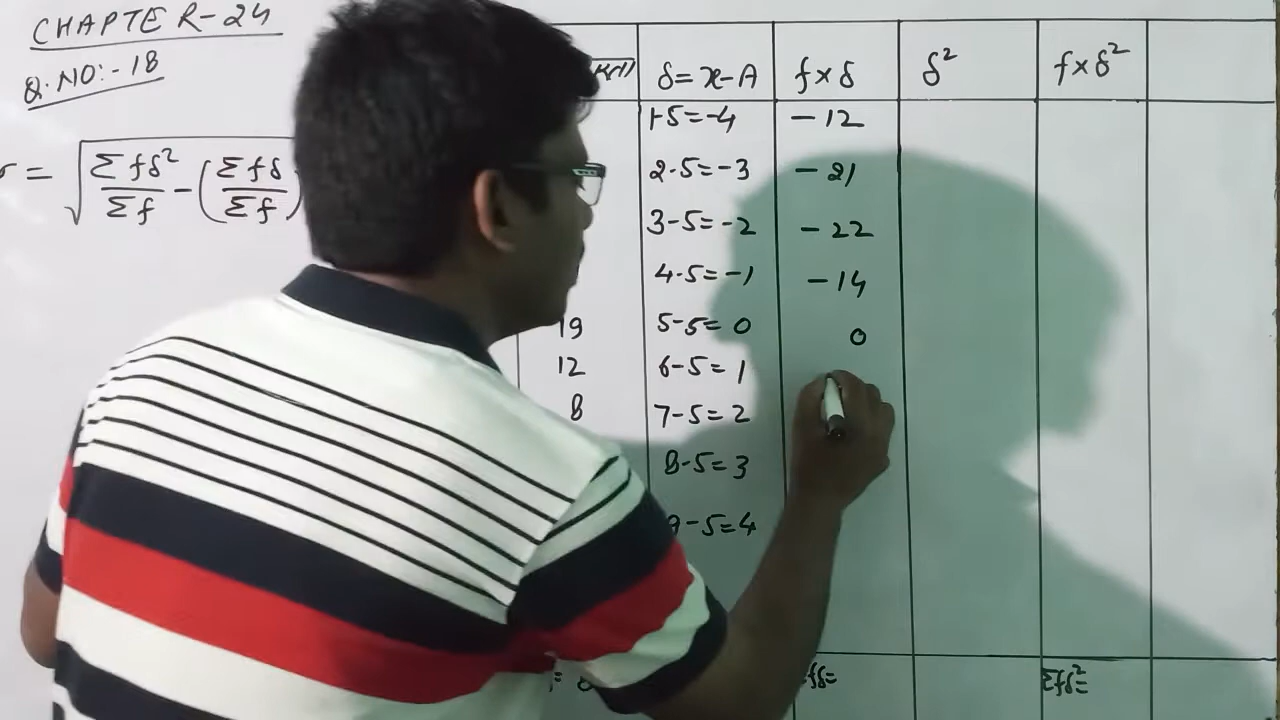 CHAPTER-24
Q.NO:-18
= √ Σfδ²/Σf - (Σfδ/Σf)
δ=x-A f×δ δ² f×δ²
1-5=-4 -12
2-5=-3 -21
3-5=-2 -22
4-5=-1 -14
19 5-5=0 0
12 6-5=1
8 7-5=2
8-5=3
9-5=4
fδ= Σfδ²=